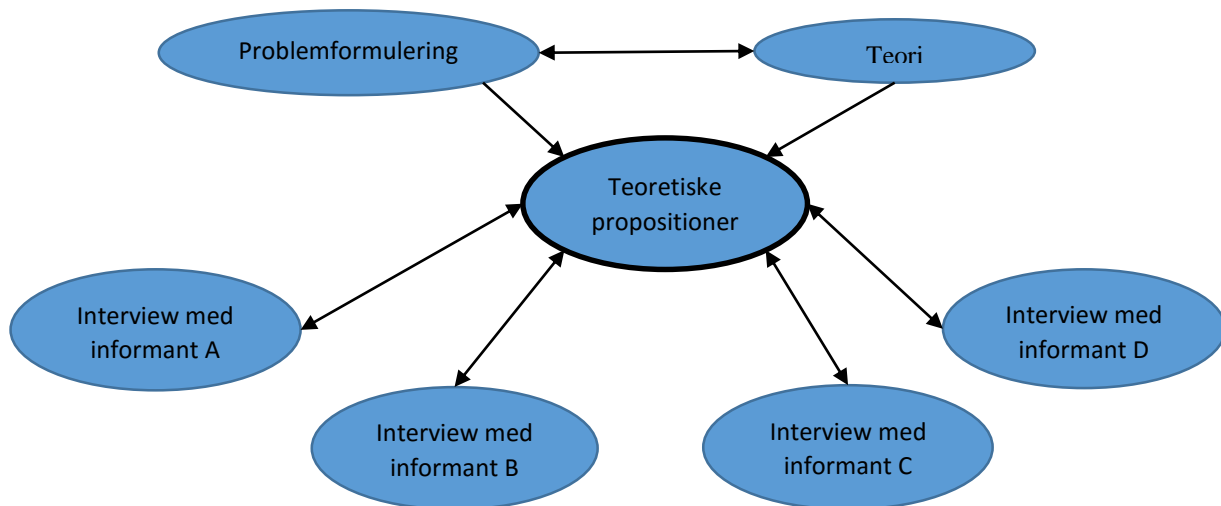 Problemformulering
Teori
Teoretiske
propositioner
Interview med
informant A
Interview med
informant D
Interview med
informant B
Interview med
informant C